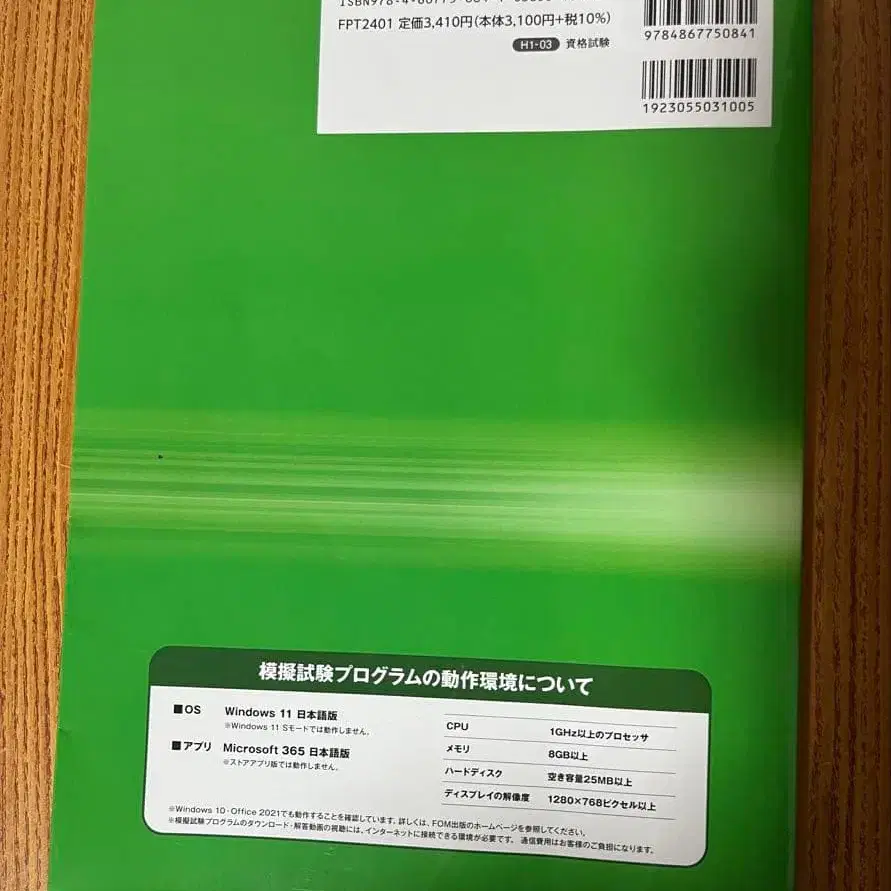 FPT2401 定価3,410円(本体3,100円+税10%)
H1-03 資格試験
9784867750841
1923055031005
模擬試験プログラムの動作環境について
■OS Windows 11 日本語版
※Windows 11 Sモードでは動作しません。
■アプリ Microsoft 365 日本語版
※ストアアプリ版では動作しません。
CPU 1GHz以上のプロセッサ
メモリ 8GB以上
ハードディスク 空き容量25MB以上
ディスプレイの解像度 1280×768ピクセル以上
※Windows 10・Office 2021でも動作することを確認しています。詳しくは、FOM出版のホームページを参照してください。
※模擬試験プログラムのダウンロード・解答動画の視聴には、インターネットに接続できる環境が必要です。通信費用はお客様のご負担になります。